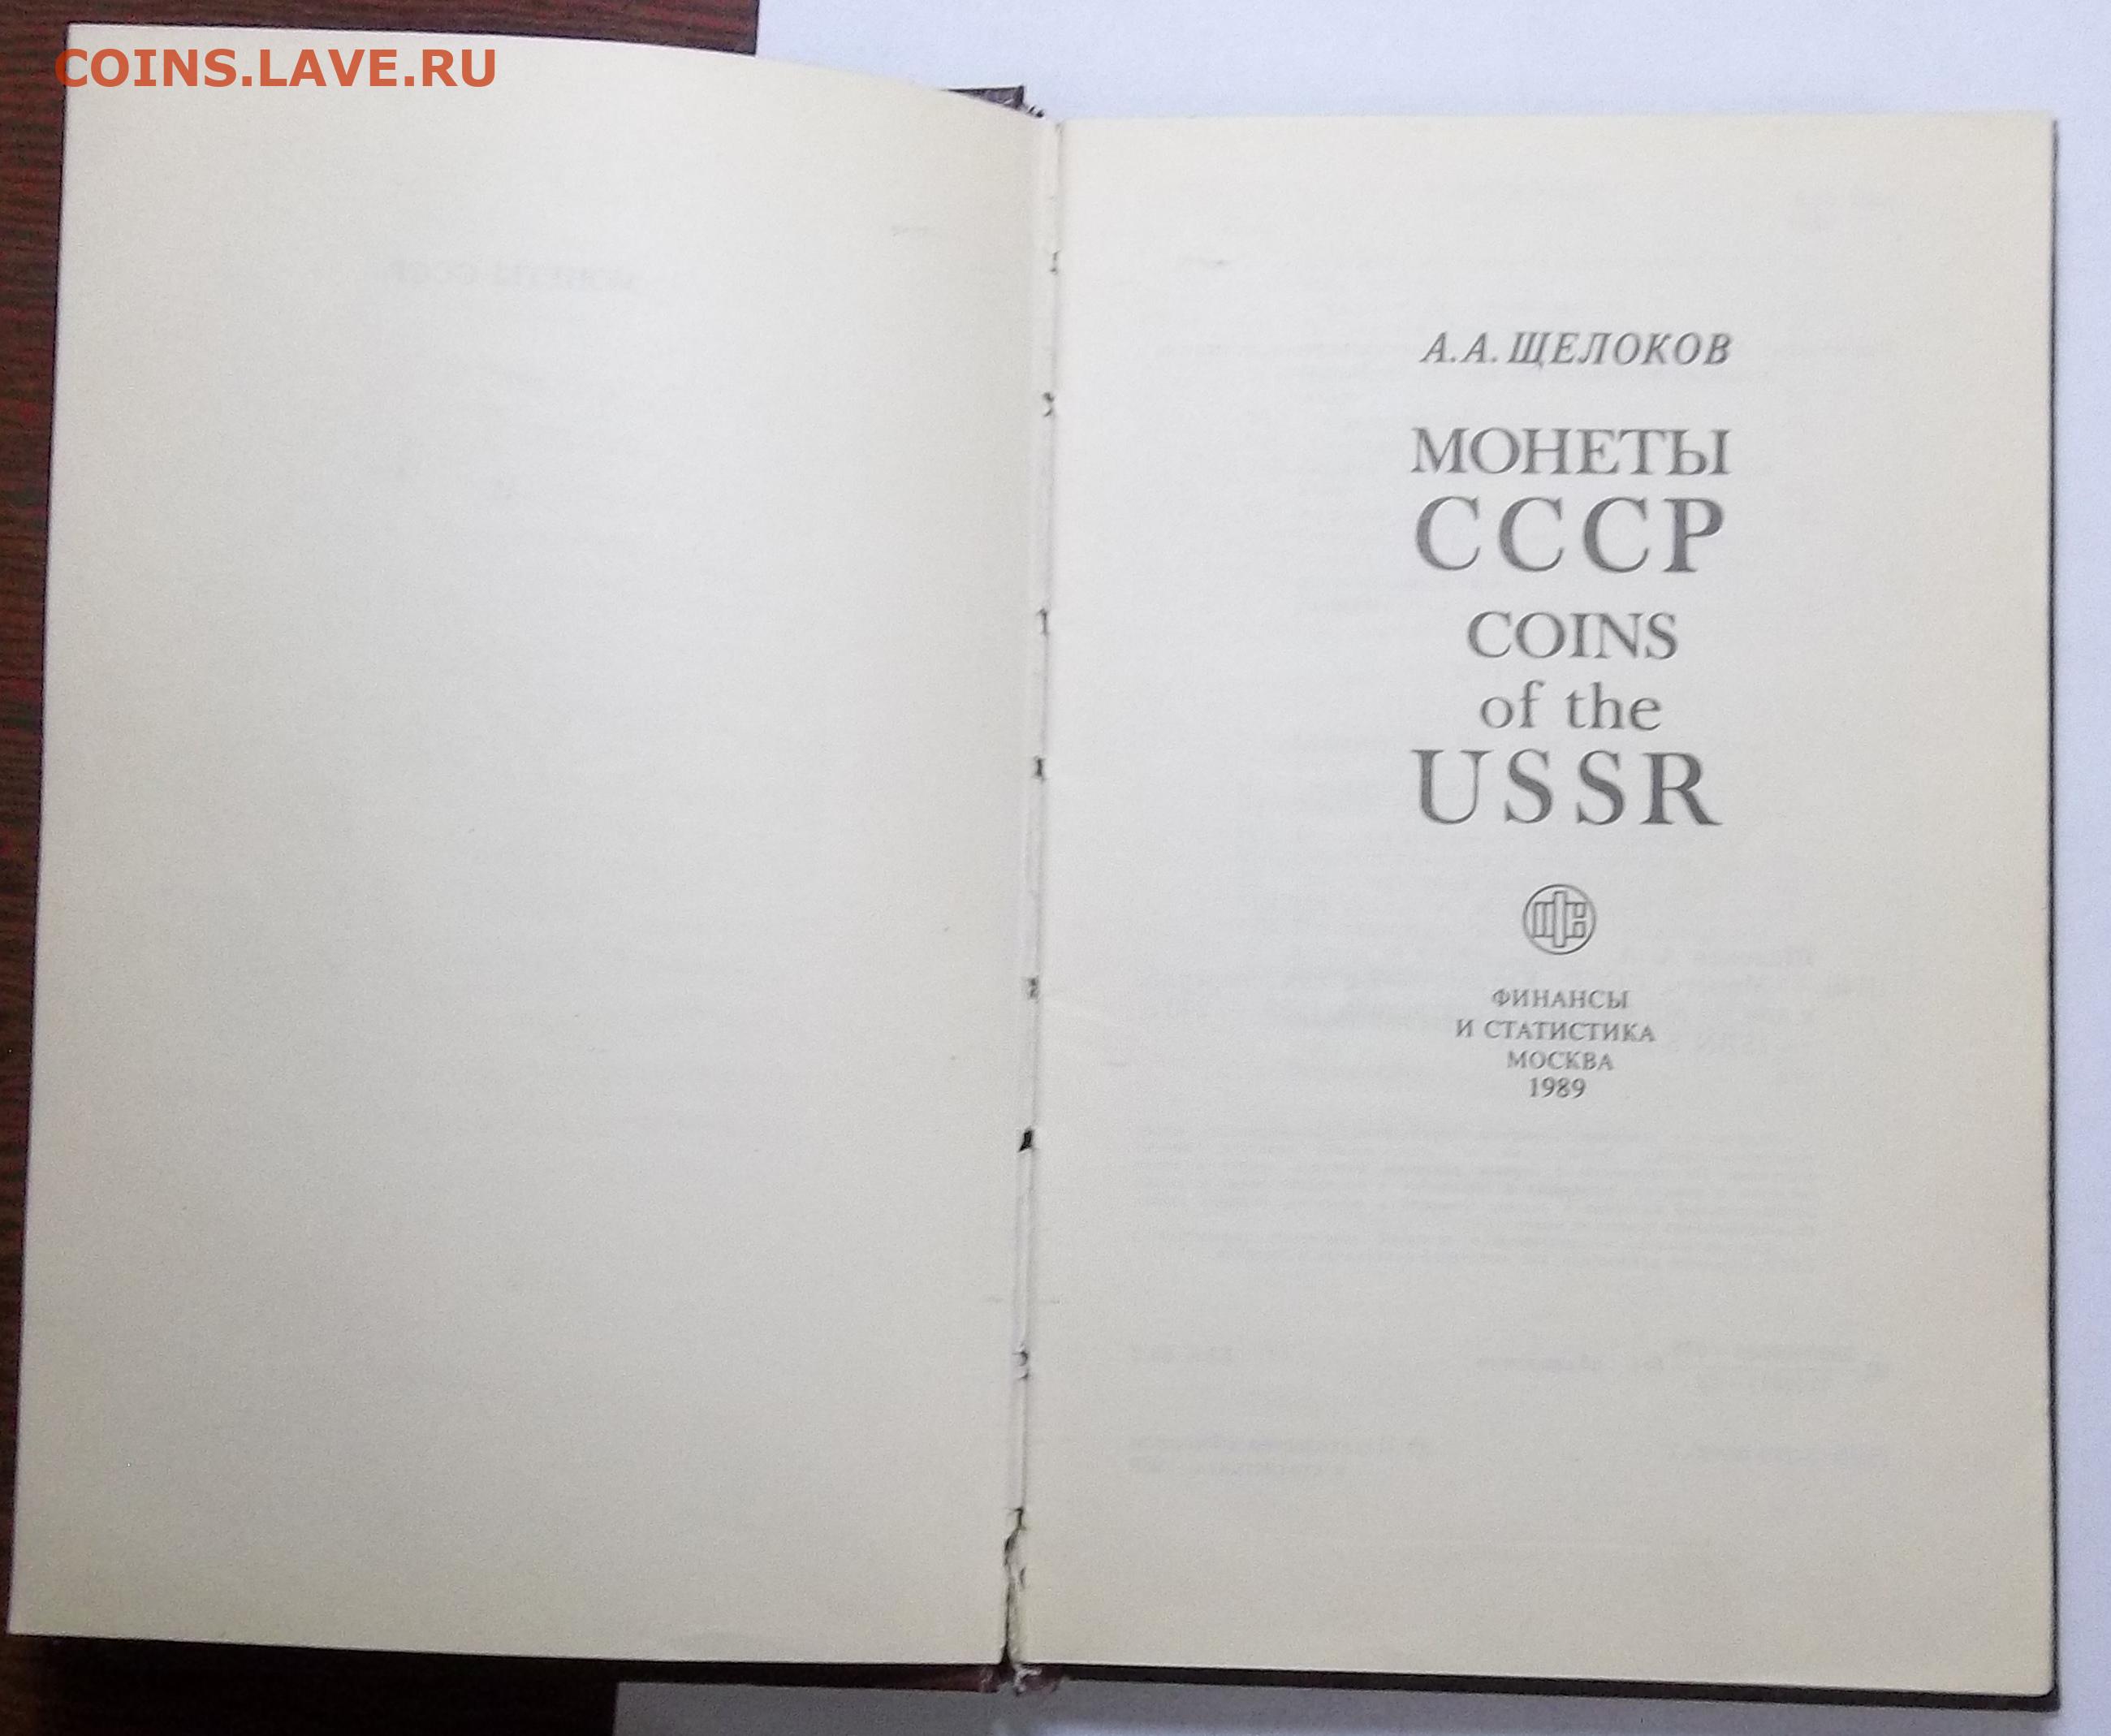 COINS.LAVE.RU
А.А. ЩЕЛОКОВ
МОНЕТЫ
СССР
COINS
of the
USSR
ФИНАНСЫ
И СТАТИСТИКА
МОСКВА
1989